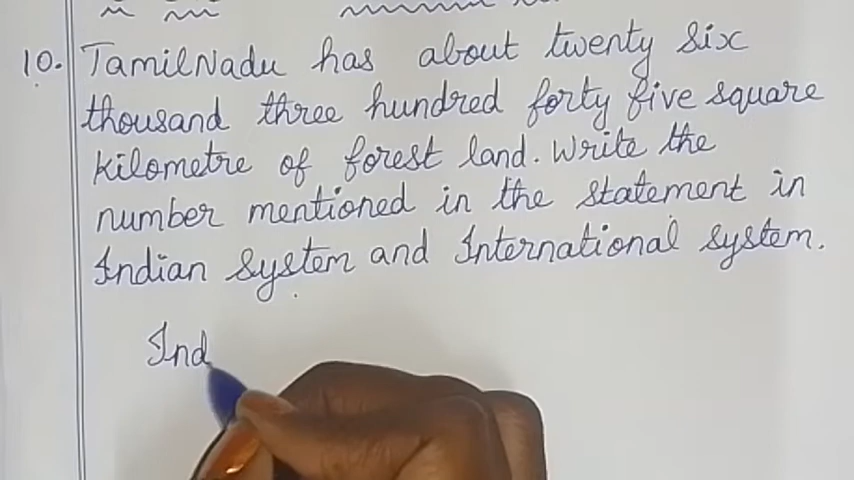 10. TamilNadu has about twenty six
thousand three hundred forty five square
kilometre of forest land. Write the
number mentioned in the statement in
Indian system and International system.
Ind